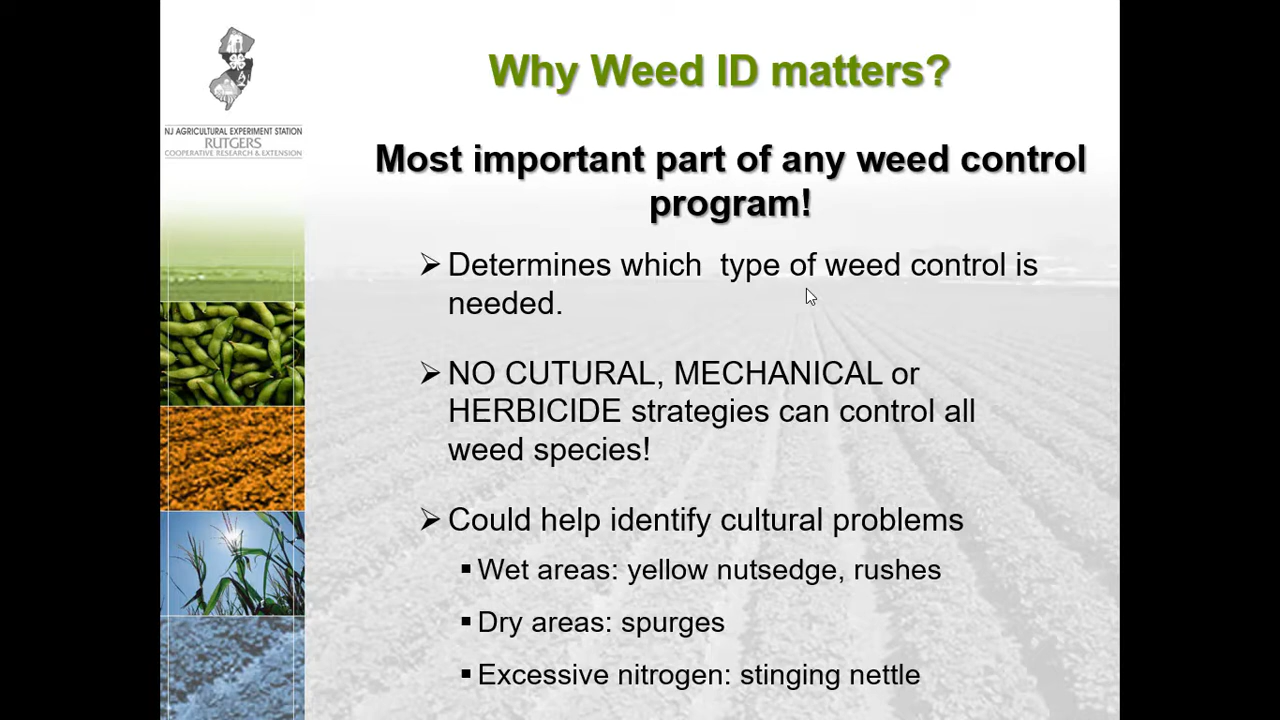 Why Weed ID matters?
NJ AGRICULTURAL EXPERIMENT STATION
RUTGERS
COOPERATIVE RESEARCH & EXTENSION
Most important part of any weed control
program!
Determines which type of weed control is
needed.
NO CUTURAL, MECHANICAL or
HERBICIDE strategies can control all
weed species!
Could help identify cultural problems
Wet areas: yellow nutsedge, rushes
Dry areas: spurges
Excessive nitrogen: stinging nettle